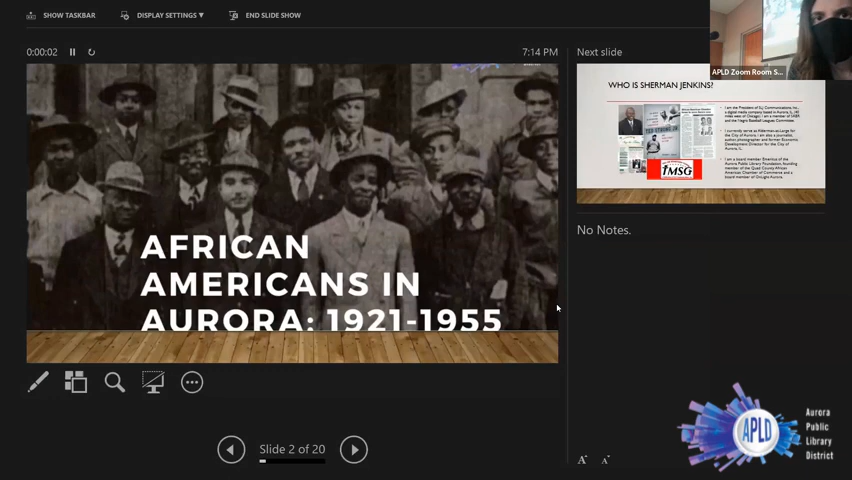 SHOW TASKBAR
DISPLAY SETTINGS ▼
END SLIDE SHOW
0:00:02
7:14 PM
AFRICAN
AMERICANS IN
AURORA: 1921-1955
Slide 2 of 20
Next slide
APLD Zoom Room S...
WHO IS SHERMAN JENKINS?
TMSG
No Notes.
APLD
Aurora
Public
Library
District